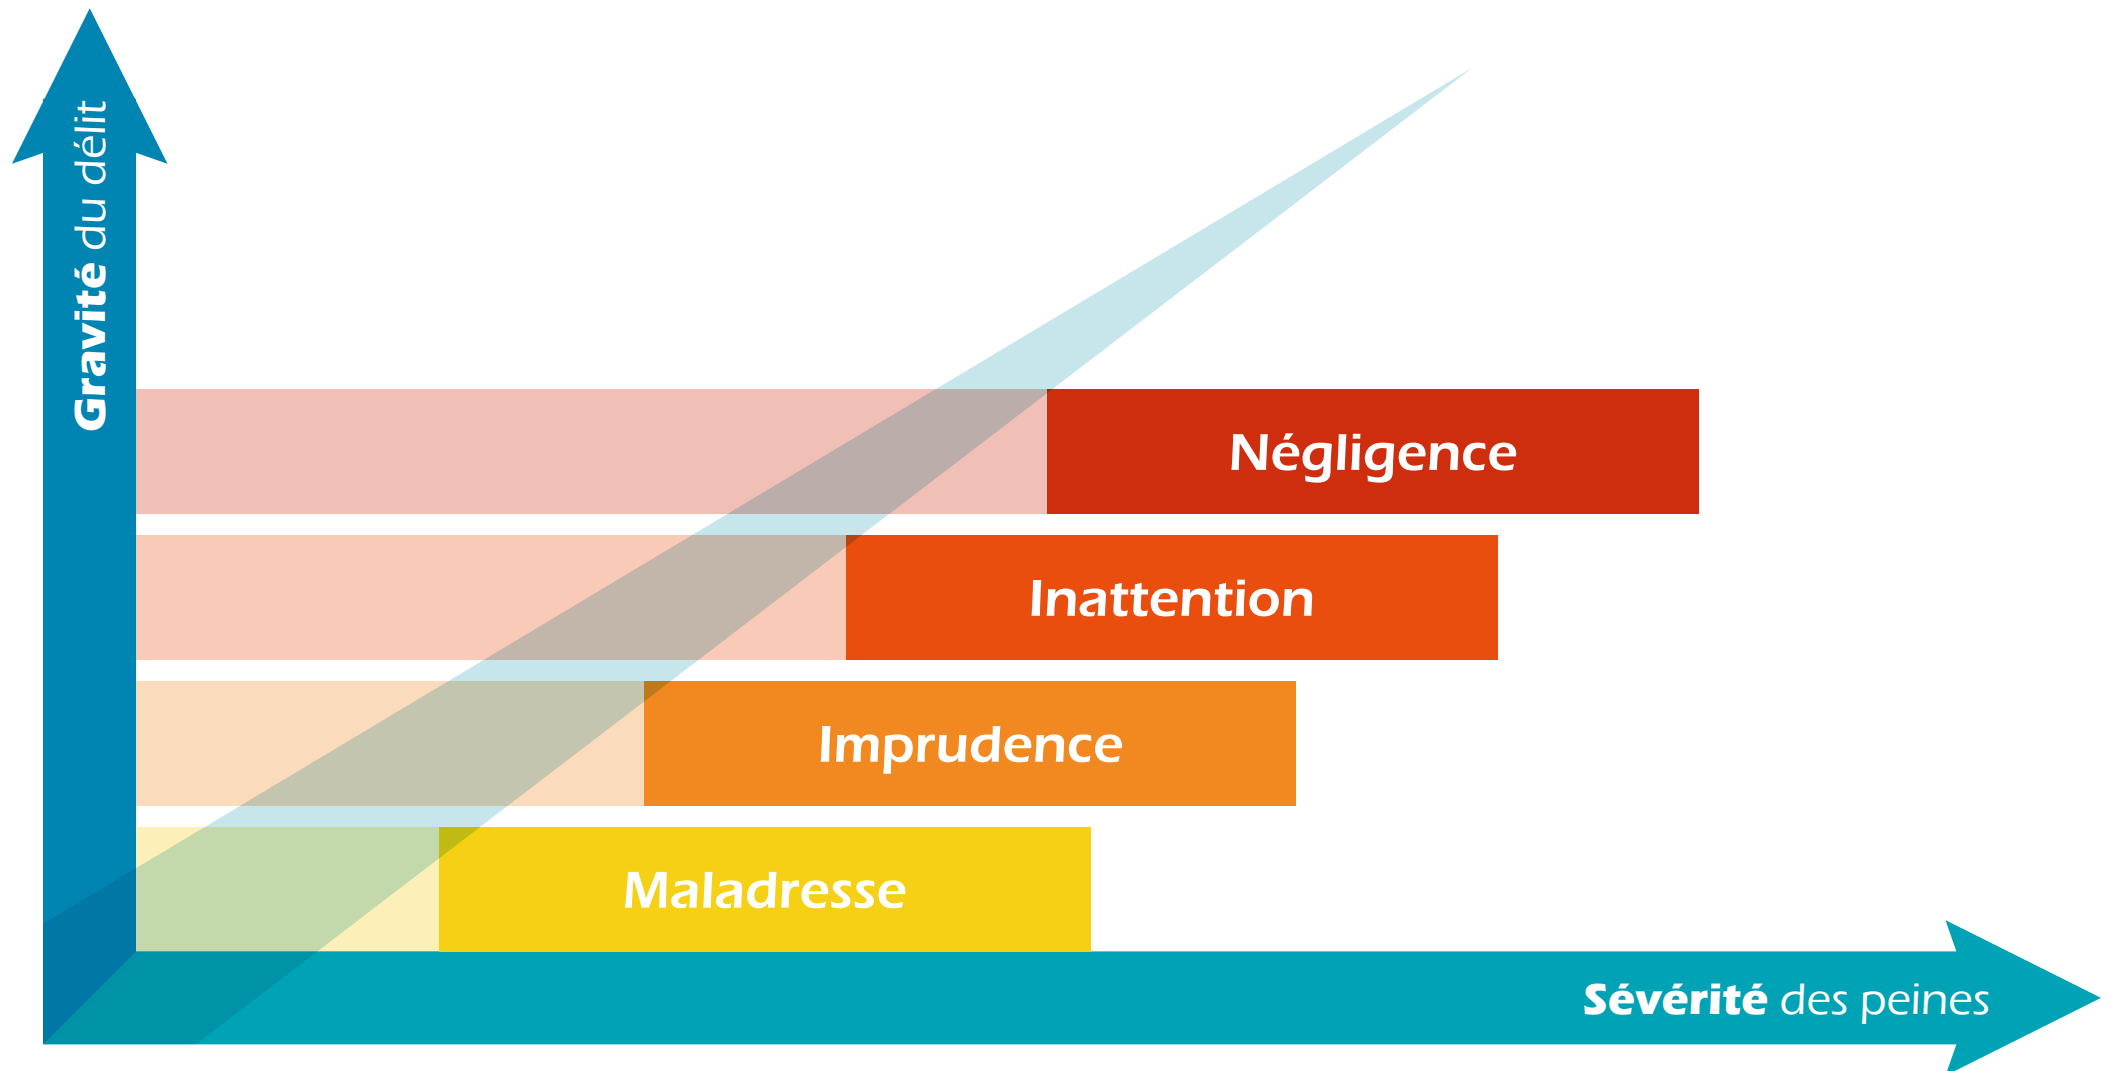 Gravité du délit
Négligence
Inattention
Imprudence
Maladresse
Sévérité des peines